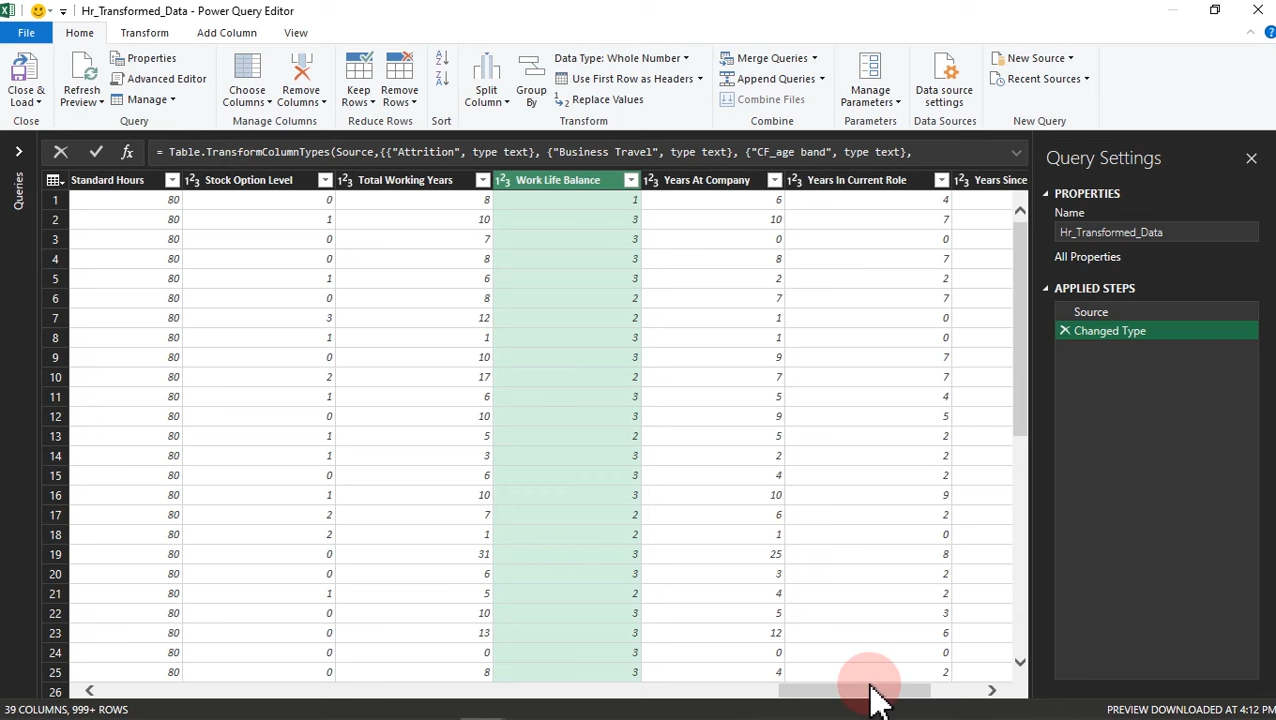 Hr_Transformed_Data - Power Query Editor
File Home Transform Add Column View
Close & Load
Close
Refresh Preview
Properties
Advanced Editor
Manage
Query
Choose Columns
Remove Columns
Manage Columns
Keep Rows
Remove Rows
Reduce Rows
Sort
Split Column
Group By
Data Type: Whole Number
Use First Row as Headers
Replace Values
Transform
Merge Queries
Append Queries
Combine Files
Combine
Manage Parameters
Parameters
Data source settings
Data Sources
New Source
Recent Sources
New Query
Queries
= Table.TransformColumnTypes(Source,{{"Attrition", type text}, {"Business Travel", type text}, {"CF_age band", type text},
Standard Hours 123 Stock Option Level 123 Total Working Years 123 Work Life Balance 123 Years At Company 123 Years In Current Role 123 Years Since
1 80 0 8 1 6 4
2 80 1 10 3 10 7
3 80 0 7 3 0 0
4 80 0 8 3 8 7
5 80 1 6 3 2 2
6 80 0 8 2 7 7
7 80 3 12 2 1 0
8 80 1 1 3 1 0
9 80 0 10 3 9 7
10 80 2 17 2 7 7
11 80 1 6 3 5 4
12 80 0 10 3 9 5
13 80 1 5 2 5 2
14 80 1 3 3 2 2
15 80 0 6 3 4 2
16 80 1 10 3 10 9
17 80 2 7 2 6 2
18 80 2 1 2 1 0
19 80 0 31 3 25 8
20 80 0 6 3 3 2
21 80 1 5 2 4 2
22 80 0 10 3 5 3
23 80 0 13 3 12 6
24 80 0 0 3 0 0
25 80 0 8 3 4 2
26
Query Settings
PROPERTIES
Name
Hr_Transformed_Data
All Properties
APPLIED STEPS
Source
Changed Type
39 COLUMNS, 999+ ROWS
PREVIEW DOWNLOADED AT 4:12 PM